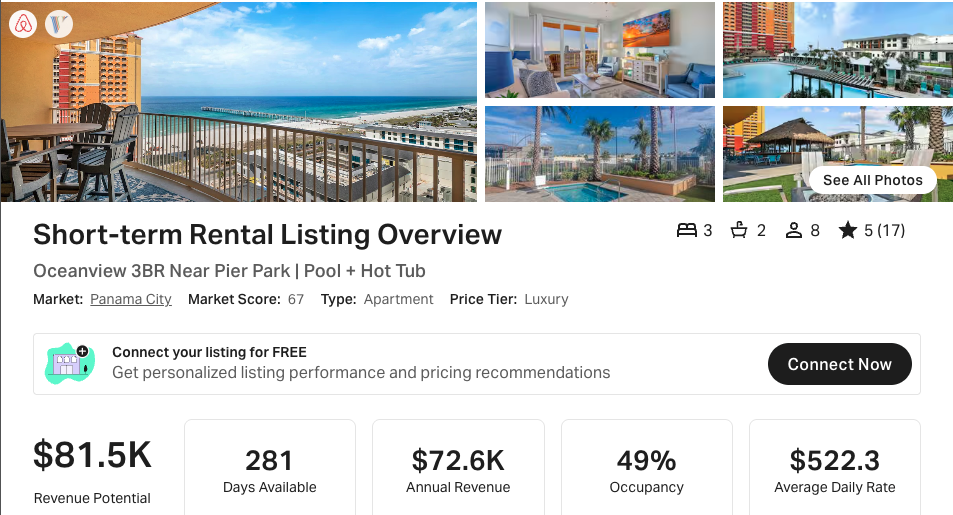 See All Photos
Short-term Rental Listing Overview
3 2 8 5 (17)
Oceanview 3BR Near Pier Park | Pool + Hot Tub
Market: Panama City Market Score: 67 Type: Apartment Price Tier: Luxury
Connect your listing for FREE
Get personalized listing performance and pricing recommendations
Connect Now
$81.5K
Revenue Potential
281
Days Available
$72.6K
Annual Revenue
49%
Occupancy
$522.3
Average Daily Rate